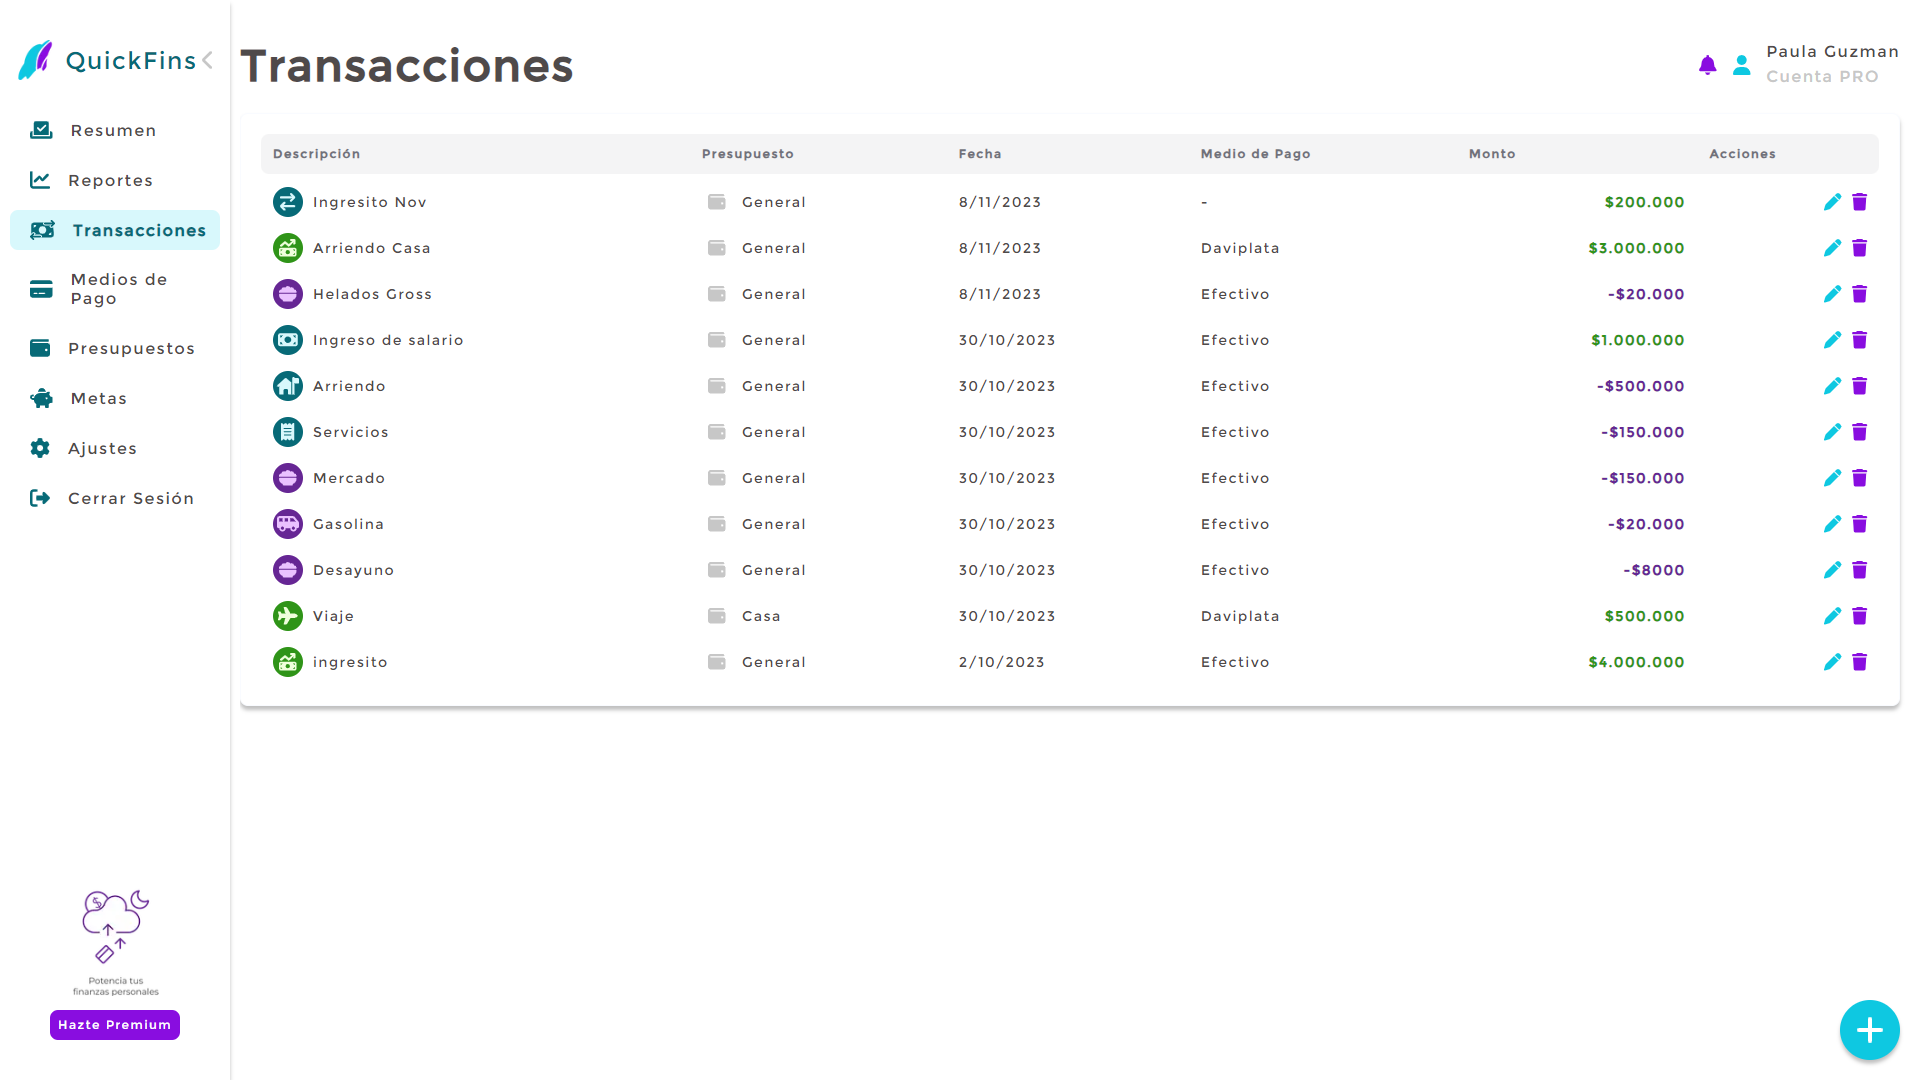 QuickFins
Resumen
Reportes
Transacciones
Medios de
Pago
Presupuestos
Metas
Ajustes
Cerrar Sesión
Potencia tus
finanzas personales
Hazte Premium
Transacciones
Paula Guzman
Cuenta PRO
Descripción Presupuesto Fecha Medio de Pago Monto Acciones
Ingresito Nov General 8/11/2023 - $200.000
Arriendo Casa General 8/11/2023 Daviplata $3.000.000
Helados Gross General 8/11/2023 Efectivo -$20.000
Ingreso de salario General 30/10/2023 Efectivo $1.000.000
Arriendo General 30/10/2023 Efectivo -$500.000
Servicios General 30/10/2023 Efectivo -$150.000
Mercado General 30/10/2023 Efectivo -$150.000
Gasolina General 30/10/2023 Efectivo -$20.000
Desayuno General 30/10/2023 Efectivo -$8000
Viaje Casa 30/10/2023 Daviplata $500.000
ingresito General 2/10/2023 Efectivo $4.000.000